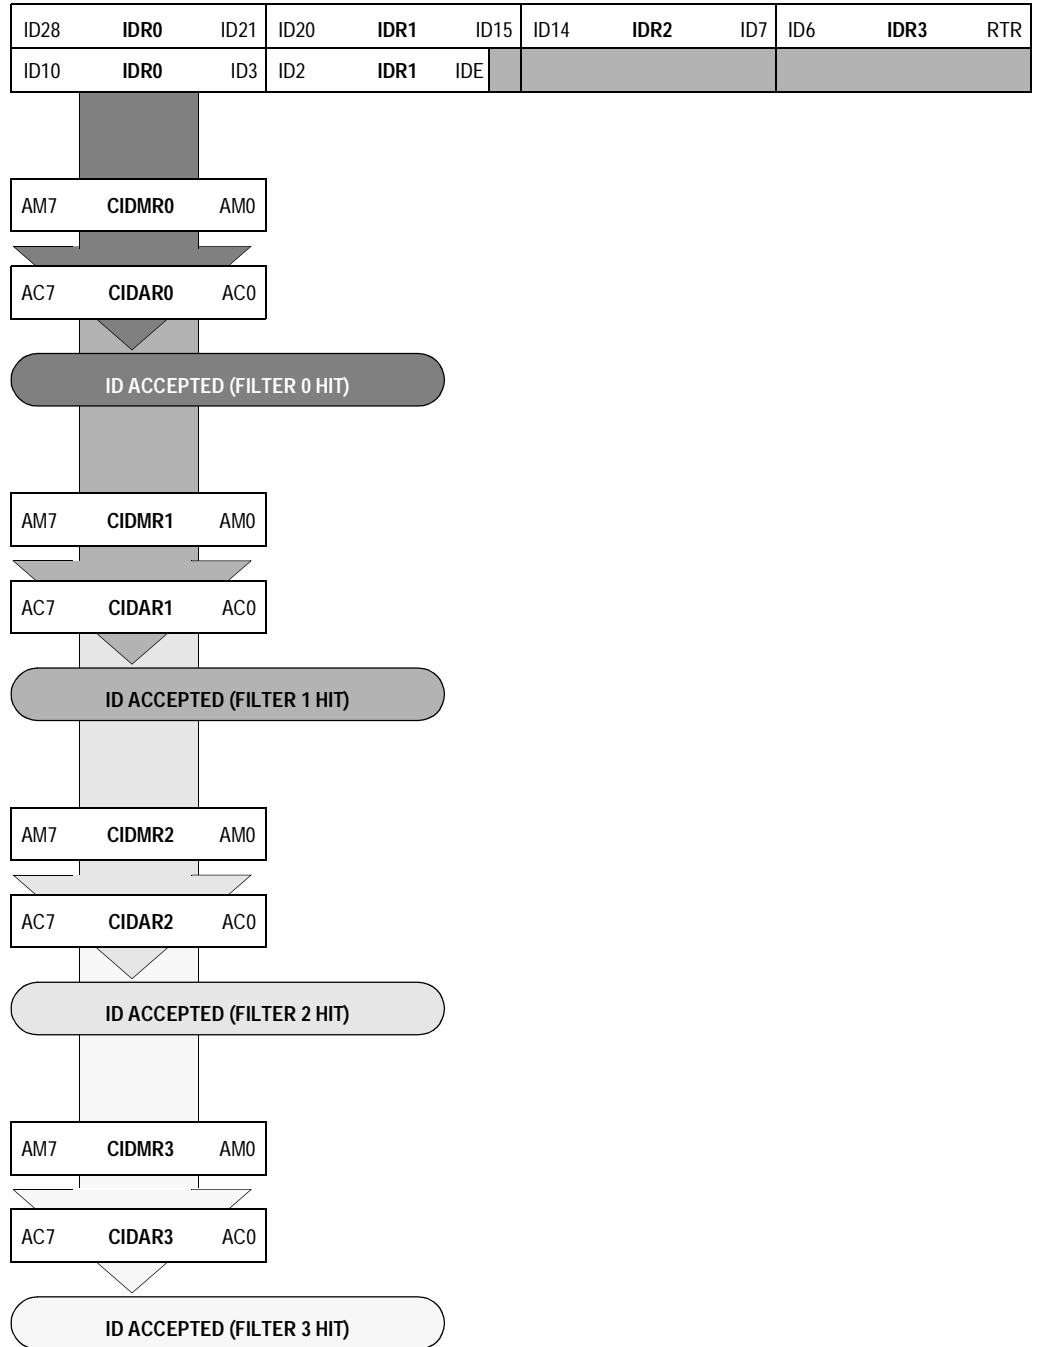 ID28 IDR0 ID21 ID20 IDR1 ID15 ID14 IDR2 ID7 ID6 IDR3 RTR
ID10 IDR0 ID3 ID2 IDR1 IDE
AM7 CIDMR0 AM0
AC7 CIDAR0 AC0
ID ACCEPTED (FILTER 0 HIT)
AM7 CIDMR1 AM0
AC7 CIDAR1 AC0
ID ACCEPTED (FILTER 1 HIT)
AM7 CIDMR2 AM0
AC7 CIDAR2 AC0
ID ACCEPTED (FILTER 2 HIT)
AM7 CIDMR3 AM0
AC7 CIDAR3 AC0
ID ACCEPTED (FILTER 3 HIT)